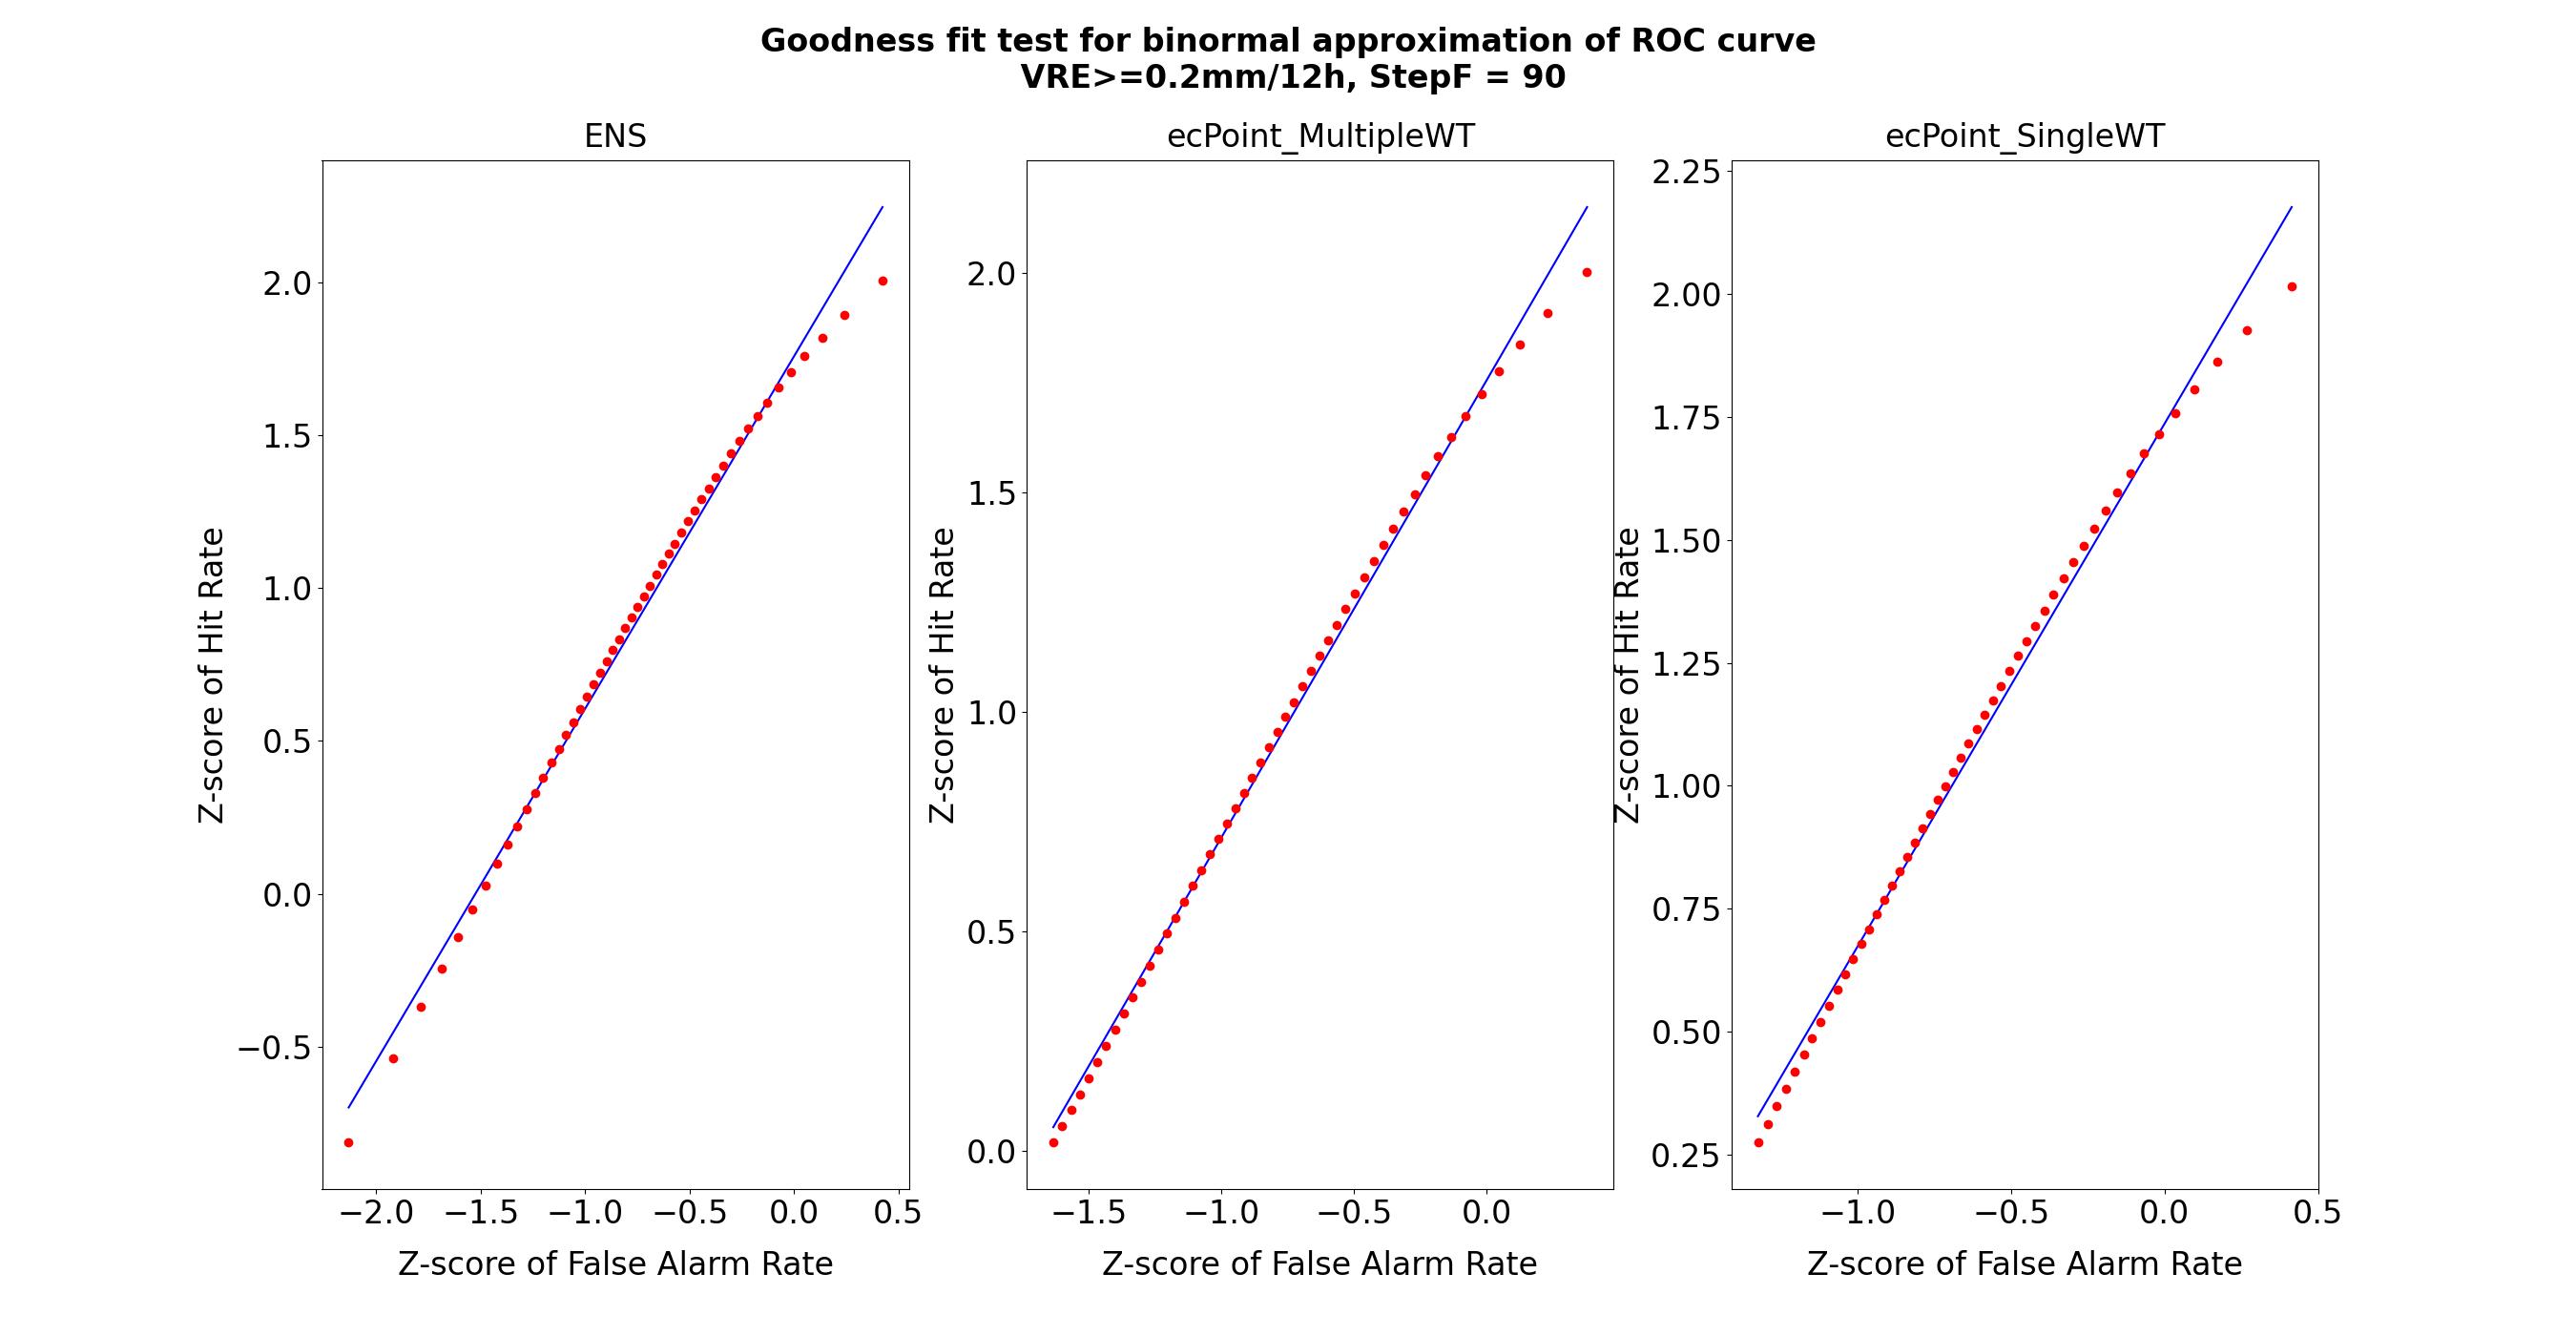 Goodness fit test for binormal approximation of ROC curve
VRE>=0.2mm/12h, StepF = 90
ENS
2.0
1.5
1.0
0.5
0.0
−0.5
−2.0 −1.5 −1.0 −0.5 0.0 0.5
Z-score of Hit Rate
Z-score of False Alarm Rate
ecPoint_MultipleWT
2.0
1.5
1.0
0.5
0.0
−1.5 −1.0 −0.5 0.0
Z-score of Hit Rate
Z-score of False Alarm Rate
ecPoint_SingleWT
2.25
2.00
1.75
1.50
1.25
1.00
0.75
0.50
0.25
−1.0 −0.5 0.0 0.5
Z-score of Hit Rate
Z-score of False Alarm Rate